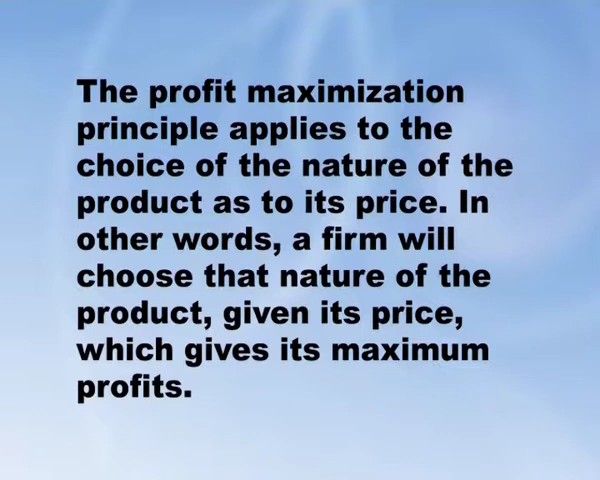 The profit maximization
principle applies to the
choice of the nature of the
product as to its price. In
other words, a firm will
choose that nature of the
product, given its price,
which gives its maximum
profits.